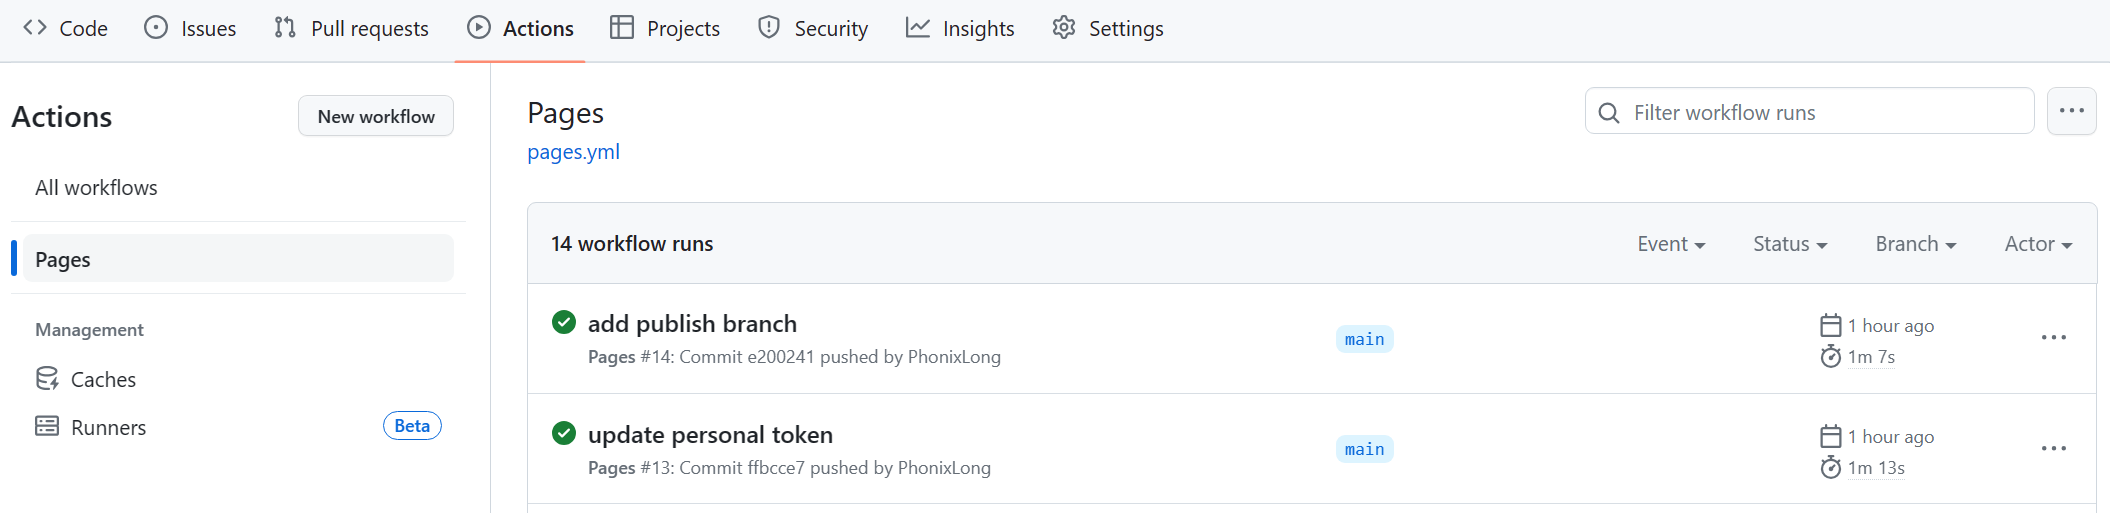 Code Issues Pull requests Actions Projects Security Insights Settings
Actions
New workflow
All workflows
Pages
Management
Caches
Runners
Beta
Pages
pages.yml
Filter workflow runs
14 workflow runs
Event Status Branch Actor
add publish branch
Pages #14: Commit e200241 pushed by PhonixLong
main
1 hour ago
1m 7s
update personal token
Pages #13: Commit ffbcce7 pushed by PhonixLong
main
1 hour ago
1m 13s